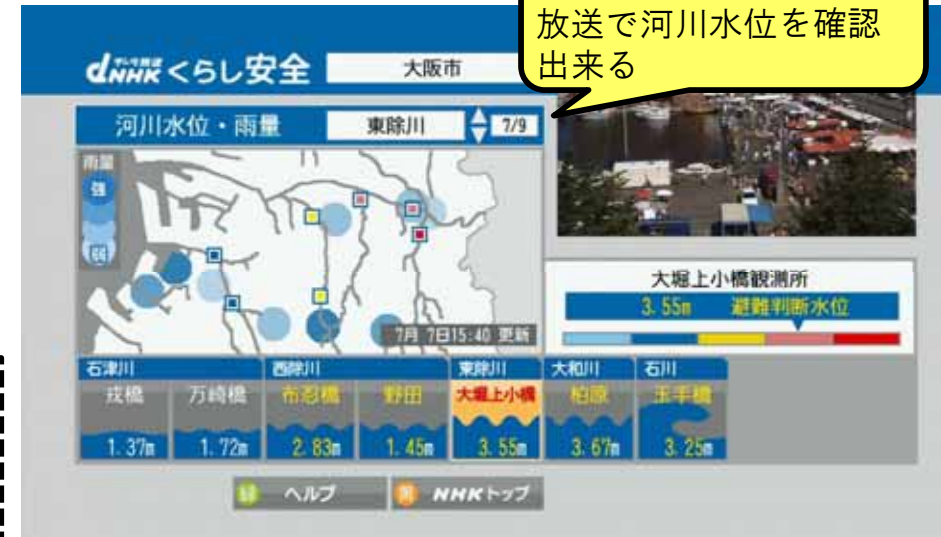 放送で河川水位を確認
出来る
dNHK くらし安全 大阪市
河川水位・雨量 東除川 7/9
雨量
強
弱
7月 7日15:40 更新
大堀上小橋観測所
3.55m 避難判断水位
石津川 西除川 東除川 大和川 石川
戎橋 万崎橋 布忍橋 野田 大堀上小橋 柏原 玉手橋
1.37m 1.72m 2.83m 1.45m 3.55m 3.67m 3.25m
緑 ヘルプ 黄 NHKトップ